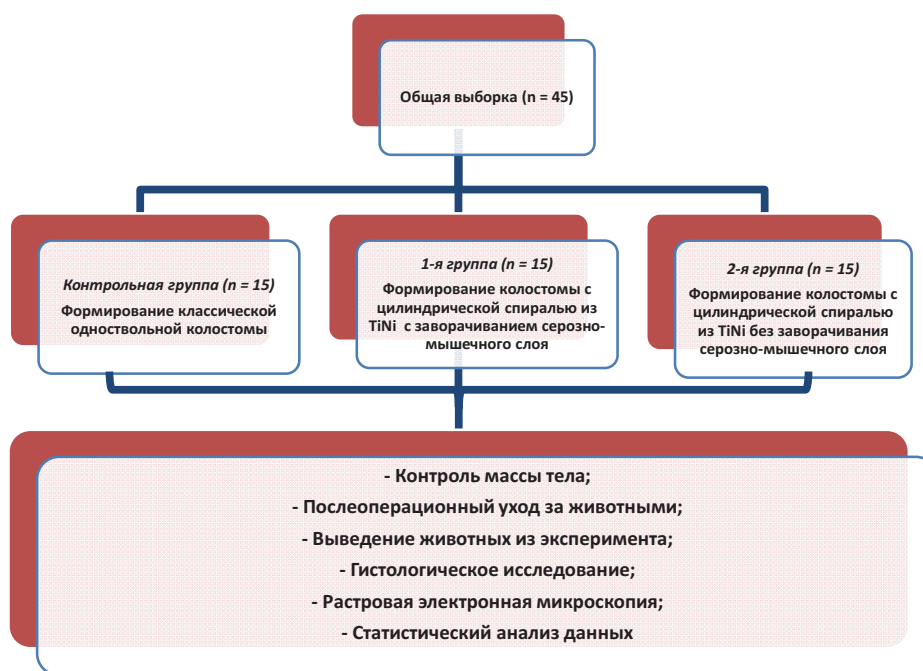 Общая выборка (n = 45)
Контрольная группа (n = 15)
Формирование классической
одноствольной колостомы
1-я группа (n = 15)
Формирование колостомы с
цилиндрической спиралью из
TiNi с заворачиванием серозно-
мышечного слоя
2-я группа (n = 15)
Формирование колостомы с
цилиндрической спиралью
из TiNi без заворачивания
серозно-мышечного слоя
- Контроль массы тела;
- Послеоперационный уход за животными;
- Выведение животных из эксперимента;
- Гистологическое исследование;
- Растровая электронная микроскопия;
- Статистический анализ данных